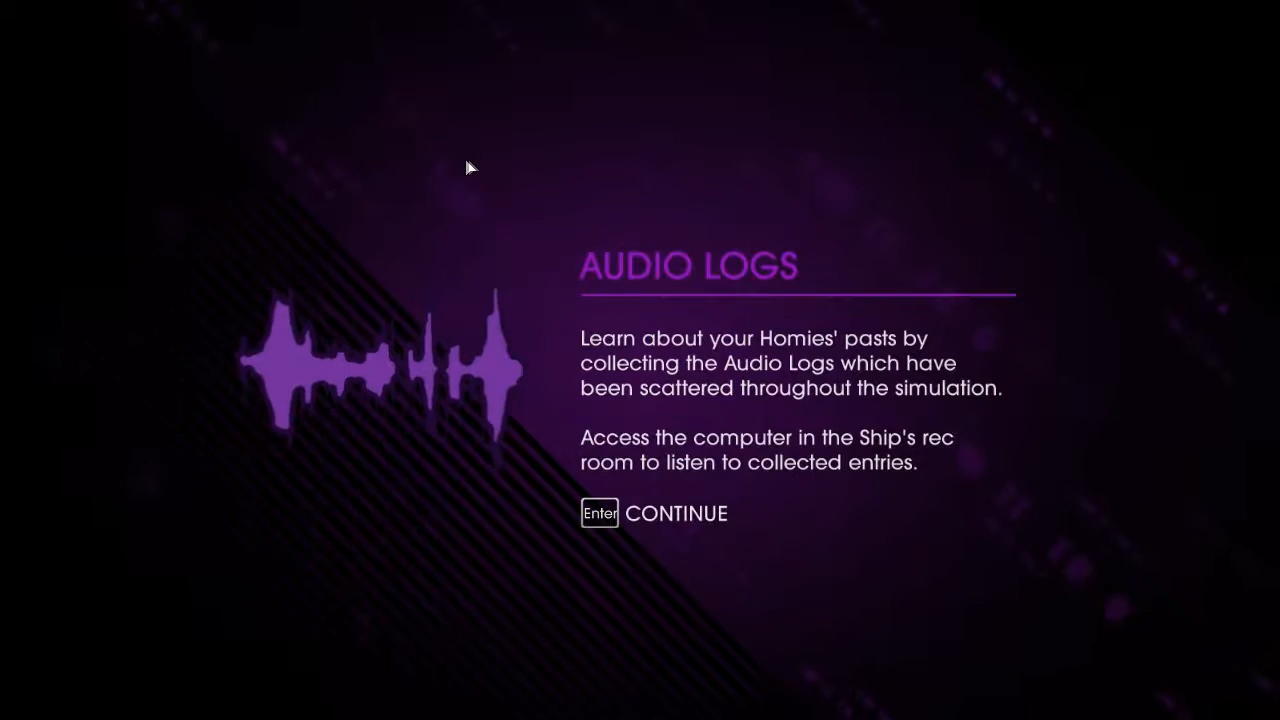 AUDIO LOGS
Learn about your Homies' pasts by
collecting the Audio Logs which have
been scattered throughout the simulation.
Access the computer in the Ship's rec
room to listen to collected entries.
Enter CONTINUE